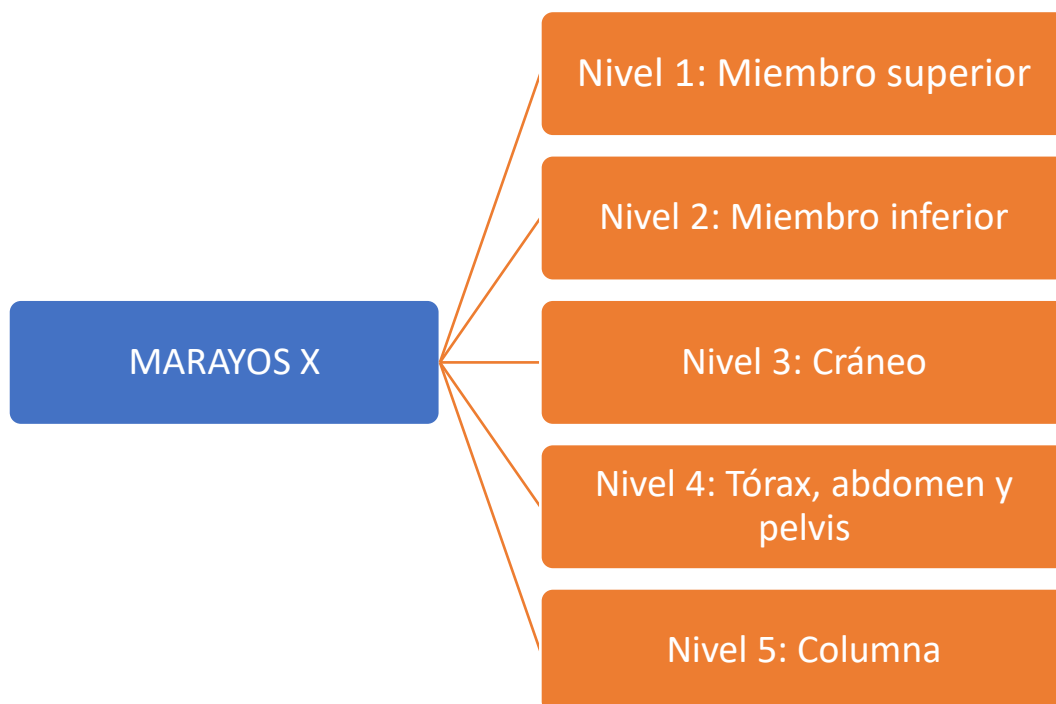 Nivel 1: Miembro superior
Nivel 2: Miembro inferior
MARAYOS X
Nivel 3: Cráneo
Nivel 4: Tórax, abdomen y
pelvis
Nivel 5: Columna